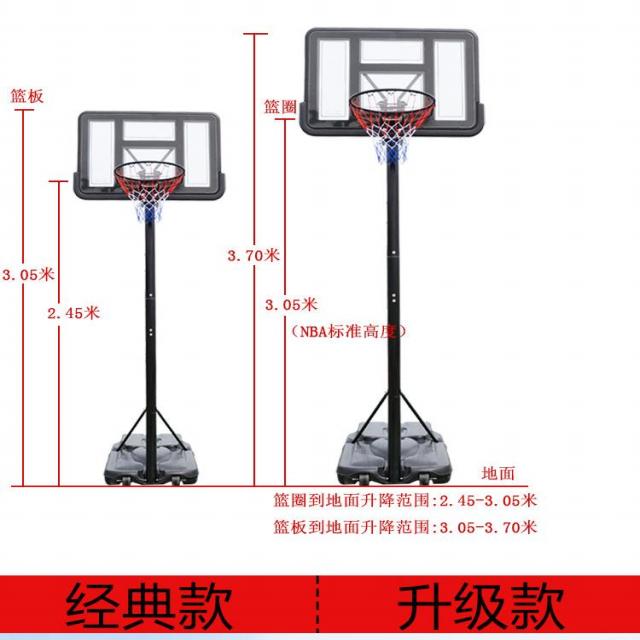 篮板
篮圈
3.70米
3.05米
2.45米
3.05米
（NBA标准高度）
地面
篮圈到地面升降范围:2.45-3.05米
篮板到地面升降范围:3.05-3.70米
经典款
升级款